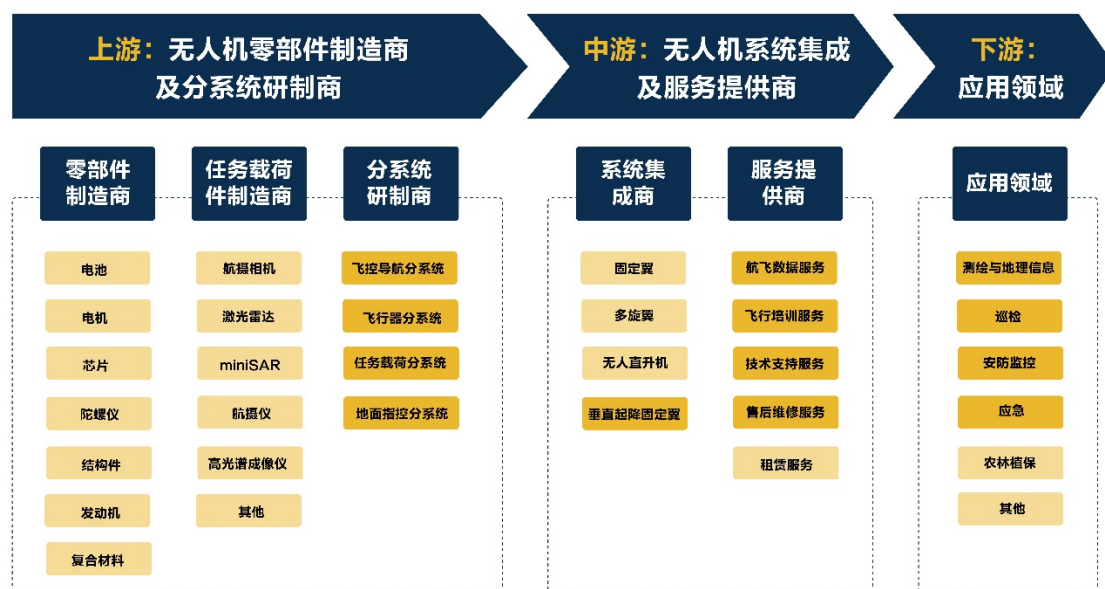 上游：无人机零部件制造商
及分系统研制商
中游：无人机系统集成
及服务提供商
下游：
应用领域
零部件
制造商
电池
电机
芯片
陀螺仪
结构件
发动机
复合材料
任务载荷
件制造商
航摄相机
激光雷达
miniSAR
航摄仪
高光谱成像仪
其他
分系统
研制商
飞控导航分系统
飞行器分系统
任务载荷分系统
地面指控分系统
系统集
成商
固定翼
多旋翼
无人直升机
垂直起降固定翼
服务提
供商
航飞数据服务
飞行培训服务
技术支持服务
售后维修服务
租赁服务
应用领域
测绘与地理信息
巡检
安防监控
应急
农林植保
其他